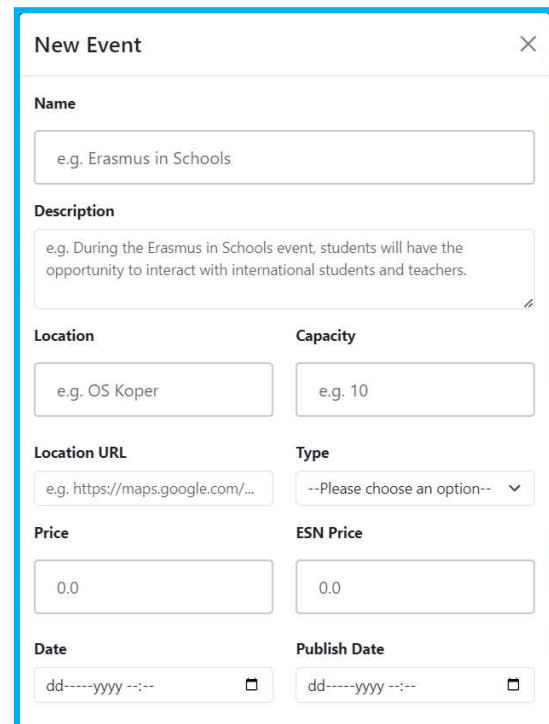 New Event
Name
e.g. Erasmus in Schools
Description
e.g. During the Erasmus in Schools event, students will have the
opportunity to interact with international students and teachers.
Location Capacity
e.g. OS Koper e.g. 10
Location URL Type
e.g. https://maps.google.com/... --Please choose an option--
Price ESN Price
0.0 0.0
Date Publish Date
dd-----yyyy --:-- dd-----yyyy --:--